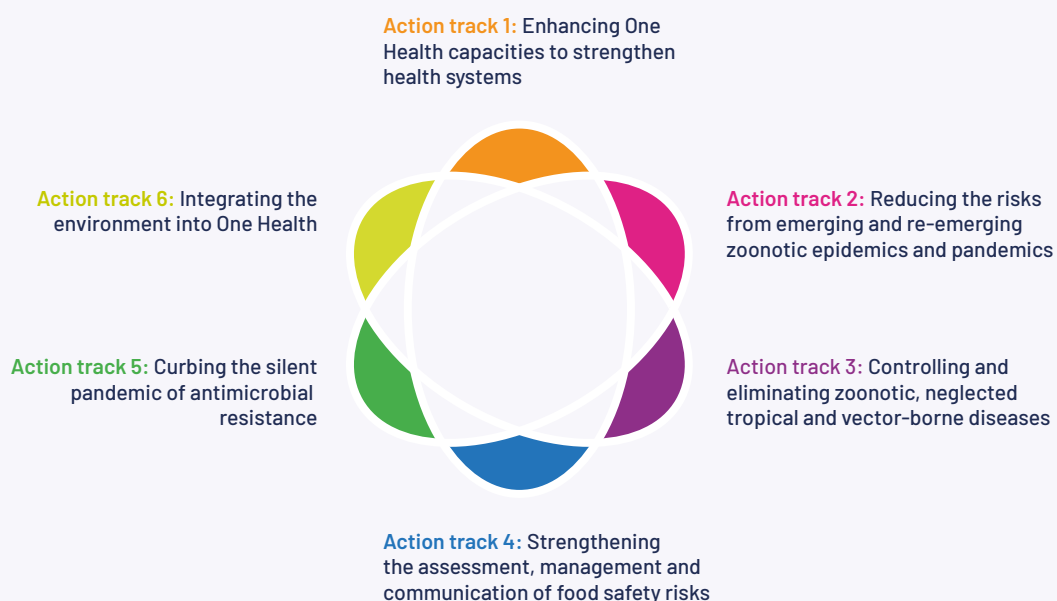 Action track 1: Enhancing One
Health capacities to strengthen
health systems
Action track 2: Reducing the risks
from emerging and re-emerging
zoonotic epidemics and pandemics
Action track 3: Controlling and
eliminating zoonotic, neglected
tropical and vector-borne diseases
Action track 4: Strengthening
the assessment, management and
communication of food safety risks
Action track 5: Curbing the silent
pandemic of antimicrobial
resistance
Action track 6: Integrating the
environment into One Health